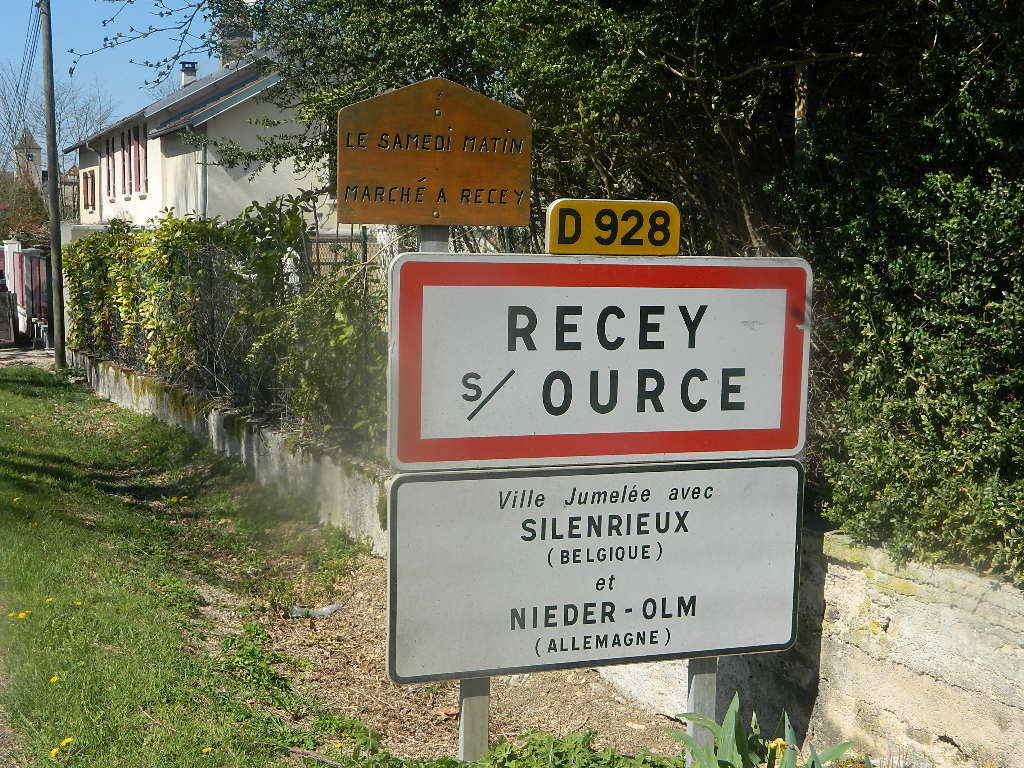 LE SAMEDI MATIN
MARCHÉ A RECEY
D 928
RECEY
S/ OURCE
Ville Jumelée avec
SILENRIEUX
(BELGIQUE)
et
NIEDER-OLM
(ALLEMAGNE)